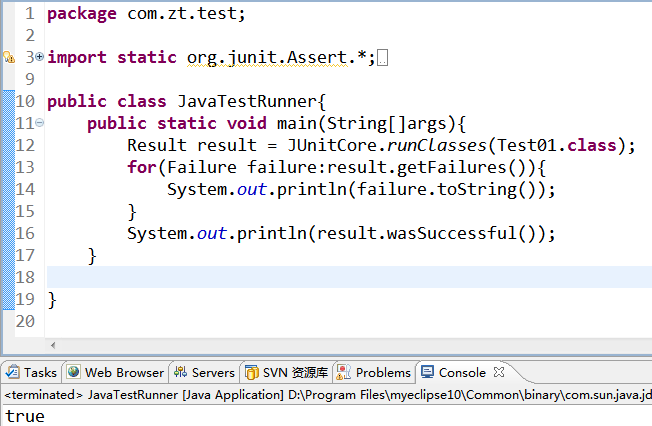 1 package com.zt.test;
2
3 import static org.junit.Assert.*;
9
10 public class JavaTestRunner{
11 public static void main(String[]args){
12 Result result = JUnitCore.runClasses(Test01.class);
13 for(Failure failure:result.getFailures()){
14 System.out.println(failure.toString());
15 }
16 System.out.println(result.wasSuccessful());
17 }
18
19 }
20
Tasks Web Browser Servers SVN 资源库 Problems Console
<terminated> JavaTestRunner [Java Application] D:\Program Files\myeclipse10\Common\binary\com.sun.java.jd
true